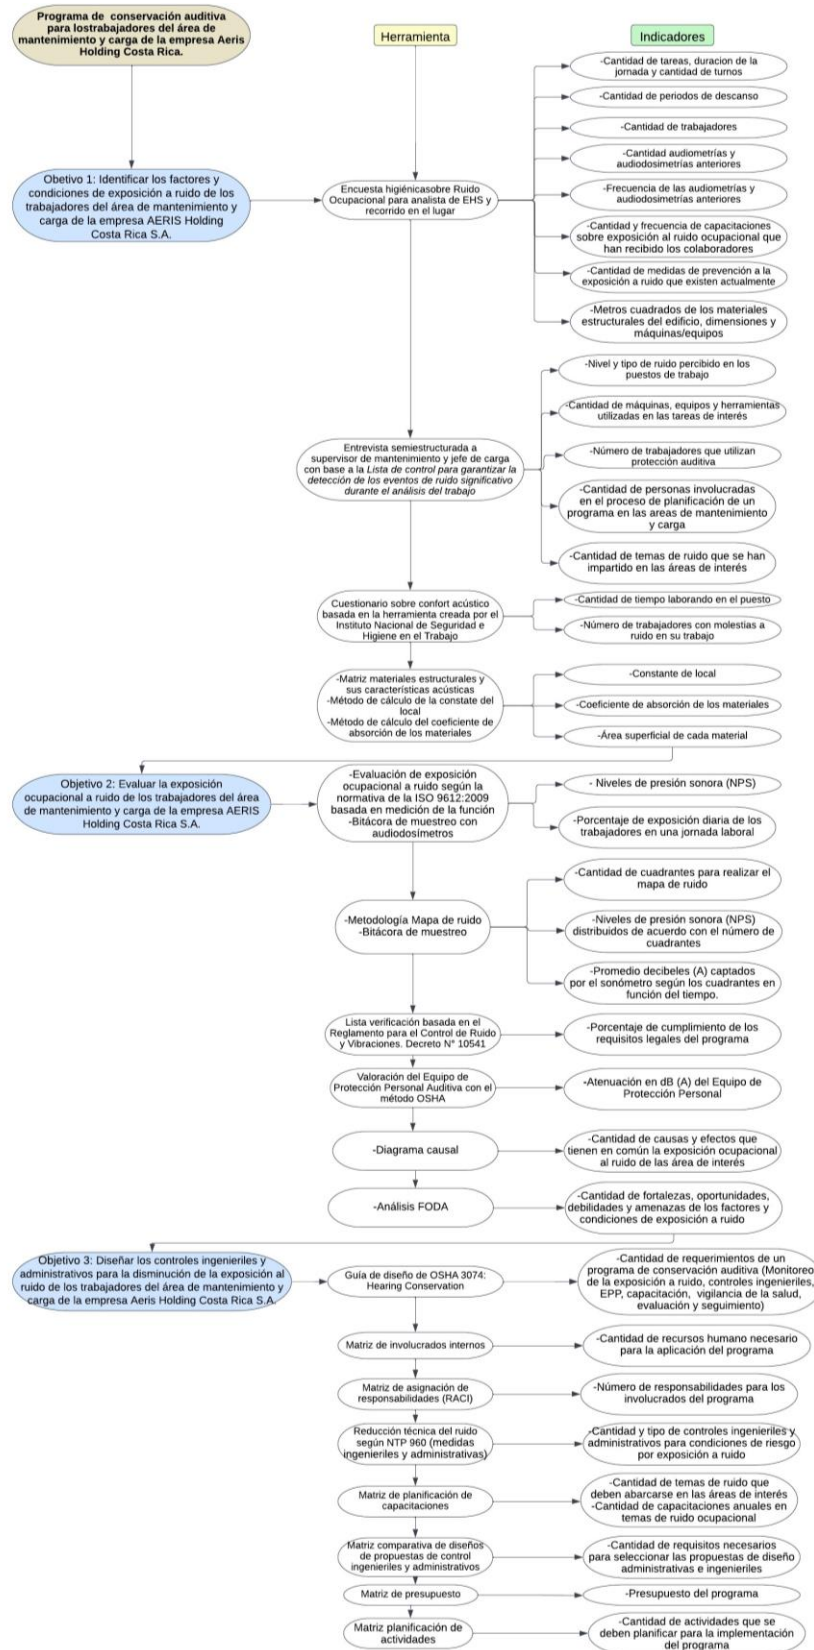 Programa de conservación auditiva
para lostrabajadores del área de
mantenimiento y carga de la empresa Aeris
Holding Costa Rica.
Herramienta
Indicadores
Obetivo 1: Identificar los factores y
condiciones de exposición a ruido de los
trabajadores del área de mantenimiento y
carga de la empresa AERIS Holding
Costa Rica S.A.
Encuesta higiénicasobre Ruido
Ocupacional para analista de EHS y
recorrido en el lugar
-Cantidad de tareas, duracion de la
jornada y cantidad de turnos
-Cantidad de periodos de descanso
-Cantidad de trabajadores
-Cantidad audiometrías y
audiodosimetrías anteriores
-Frecuencia de las audiometrías y
audiodosimetrías anteriores
-Cantidad y frecuencia de capacitaciones
sobre exposición al ruido ocupacional que
han recibido los colaboradores
-Cantidad de medidas de prevención a la
exposición a ruido que existen actualmente
-Metros cuadrados de los materiales
estructurales del edificio, dimensiones y
máquinas/equipos
Entrevista semiestructurada a
supervisor de mantenimiento y jefe de carga
con base a la Lista de control para garantizar la
detección de los eventos de ruido significativo
durante el análisis del trabajo
-Nivel y tipo de ruido percibido en los
puestos de trabajo
-Cantidad de máquinas, equipos y herramientas
utilizadas en las tareas de interés
-Número de trabajadores que utilizan
protección auditiva
-Cantidad de personas involucradas
en el proceso de planificación de un
programa en las areas de mantenimiento
y carga
-Cantidad de temas de ruido que se han
impartido en las áreas de interés
Cuestionario sobre confort acústico
basada en la herramienta creada por el
Instituto Nacional de Seguridad e
Higiene en el Trabajo
-Cantidad de tiempo laborando en el puesto
-Número de trabajadores con molestias a
ruido en su trabajo
-Matriz materiales estructurales y
sus características acústicas
-Método de cálculo de la constate del
local
-Método de cálculo del coeficiente de
absorción de los materiales
-Constante de local
-Coeficiente de absorción de los materiales
-Área superficial de cada material
Objetivo 2: Evaluar la exposición
ocupacional a ruido de los trabajadores del área
de mantenimiento y carga de la empresa AERIS
Holding Costa Rica S.A.
-Evaluación de exposición
ocupacional a ruido según la
normativa de la ISO 9612:2009
basada en medición de la función
-Bitácora de muestreo con
audiodosímetros
- Niveles de presión sonora (NPS)
-Porcentaje de exposición diaria de los
trabajadores en una jornada laboral
-Metodología Mapa de ruido
-Bitácora de muestreo
-Cantidad de cuadrantes para realizar el
mapa de ruido
-Niveles de presión sonora (NPS)
distribuidos de acuerdo con el número de
cuadrantes
-Promedio decibeles (A) captados
por el sonómetro según los cuadrantes en
función del tiempo.
Lista verificación basada en el
Reglamento para el Control de Ruido
y Vibraciones. Decreto N° 10541
-Porcentaje de cumplimiento de los
requisitos legales del programa
Valoración del Equipo de
Protección Personal Auditiva con el
método OSHA
-Atenuación en dB (A) del Equipo de
Protección Personal
-Diagrama causal
-Cantidad de causas y efectos que
tienen en común la exposición ocupacional
al ruido de las área de interés
-Análisis FODA
-Cantidad de fortalezas, oportunidades,
debilidades y amenazas de los factores y
condiciones de exposición a ruido
Objetivo 3: Diseñar los controles ingenieriles y
administrativos para la disminución de la exposición al
ruido de los trabajadores del área de mantenimiento y
carga de la empresa Aeris Holding Costa Rica S.A.
Guía de diseño de OSHA 3074:
Hearing Conservation
-Cantidad de requerimientos de un
programa de conservación auditiva (Monitoreo
de la exposición a ruido, controles ingenieriles,
EPP, capacitación, vigilancia de la salud,
evaluación y seguimiento)
Matriz de involucrados internos
-Cantidad de recursos humano necesario
para la aplicación del programa
Matriz de asignación de
responsabilidades (RACI)
-Número de responsabilidades para los
involucrados del programa
Reducción técnica del ruido
según NTP 960 (medidas
ingenieriles y administrativas)
-Cantidad y tipo de controles ingenieriles y
administrativos para condiciones de riesgo
por exposición a ruido
Matriz de planificación de
capacitaciones
-Cantidad de temas de ruido que
deben abarcarse en las áreas de interés
-Cantidad de capacitaciones anuales en
temas de ruido ocupacional
Matriz comparativa de diseños
de propuestas de control
ingenieriles y administrativos
-Cantidad de requisitos necesarios
para seleccionar las propuestas de diseño
administrativas e ingenieriles
Matriz de presupuesto
-Presupuesto del programa
Matriz planificación de
actividades
-Cantidad de actividades que se
deben planificar para la implementación
del programa